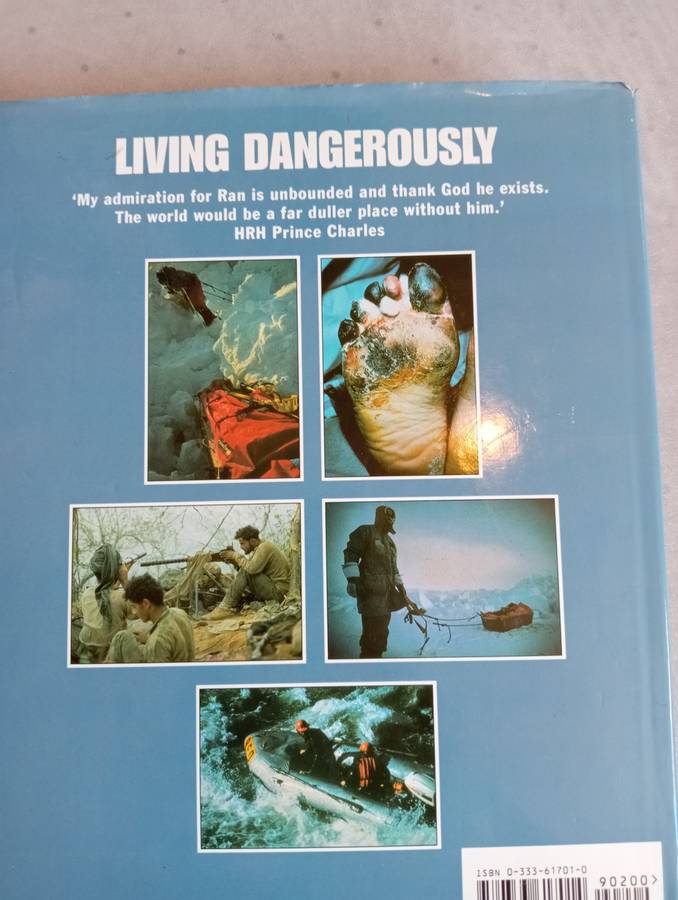 LIVING DANGEROUSLY
‘My admiration for Ran is unbounded and thank God he exists.
The world would be a far duller place without him.’
HRH Prince Charles
ISBN 0-333-61701-0
90200>